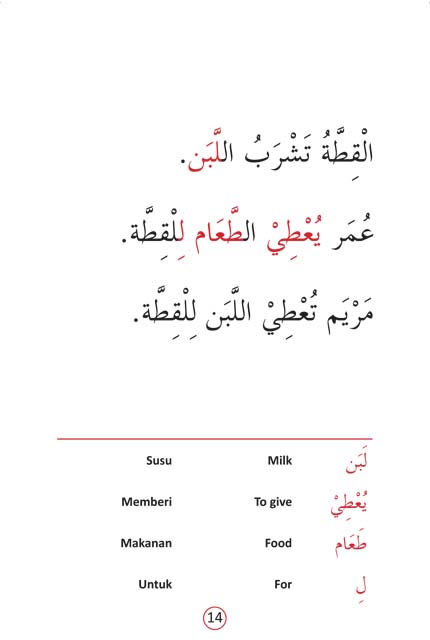 الْقِطَّةُ تَشْرَبُ اللَّبَن.
عُمَر يُعْطِيْ الطَّعَام لِلْقِطَّة.
مَرْيَم تُعْطِيْ اللَّبَن لِلْقِطَّة.
لَبَن Milk Susu
يُعْطِيْ To give Memberi
طَعَام Food Makanan
لِ For Untuk
14